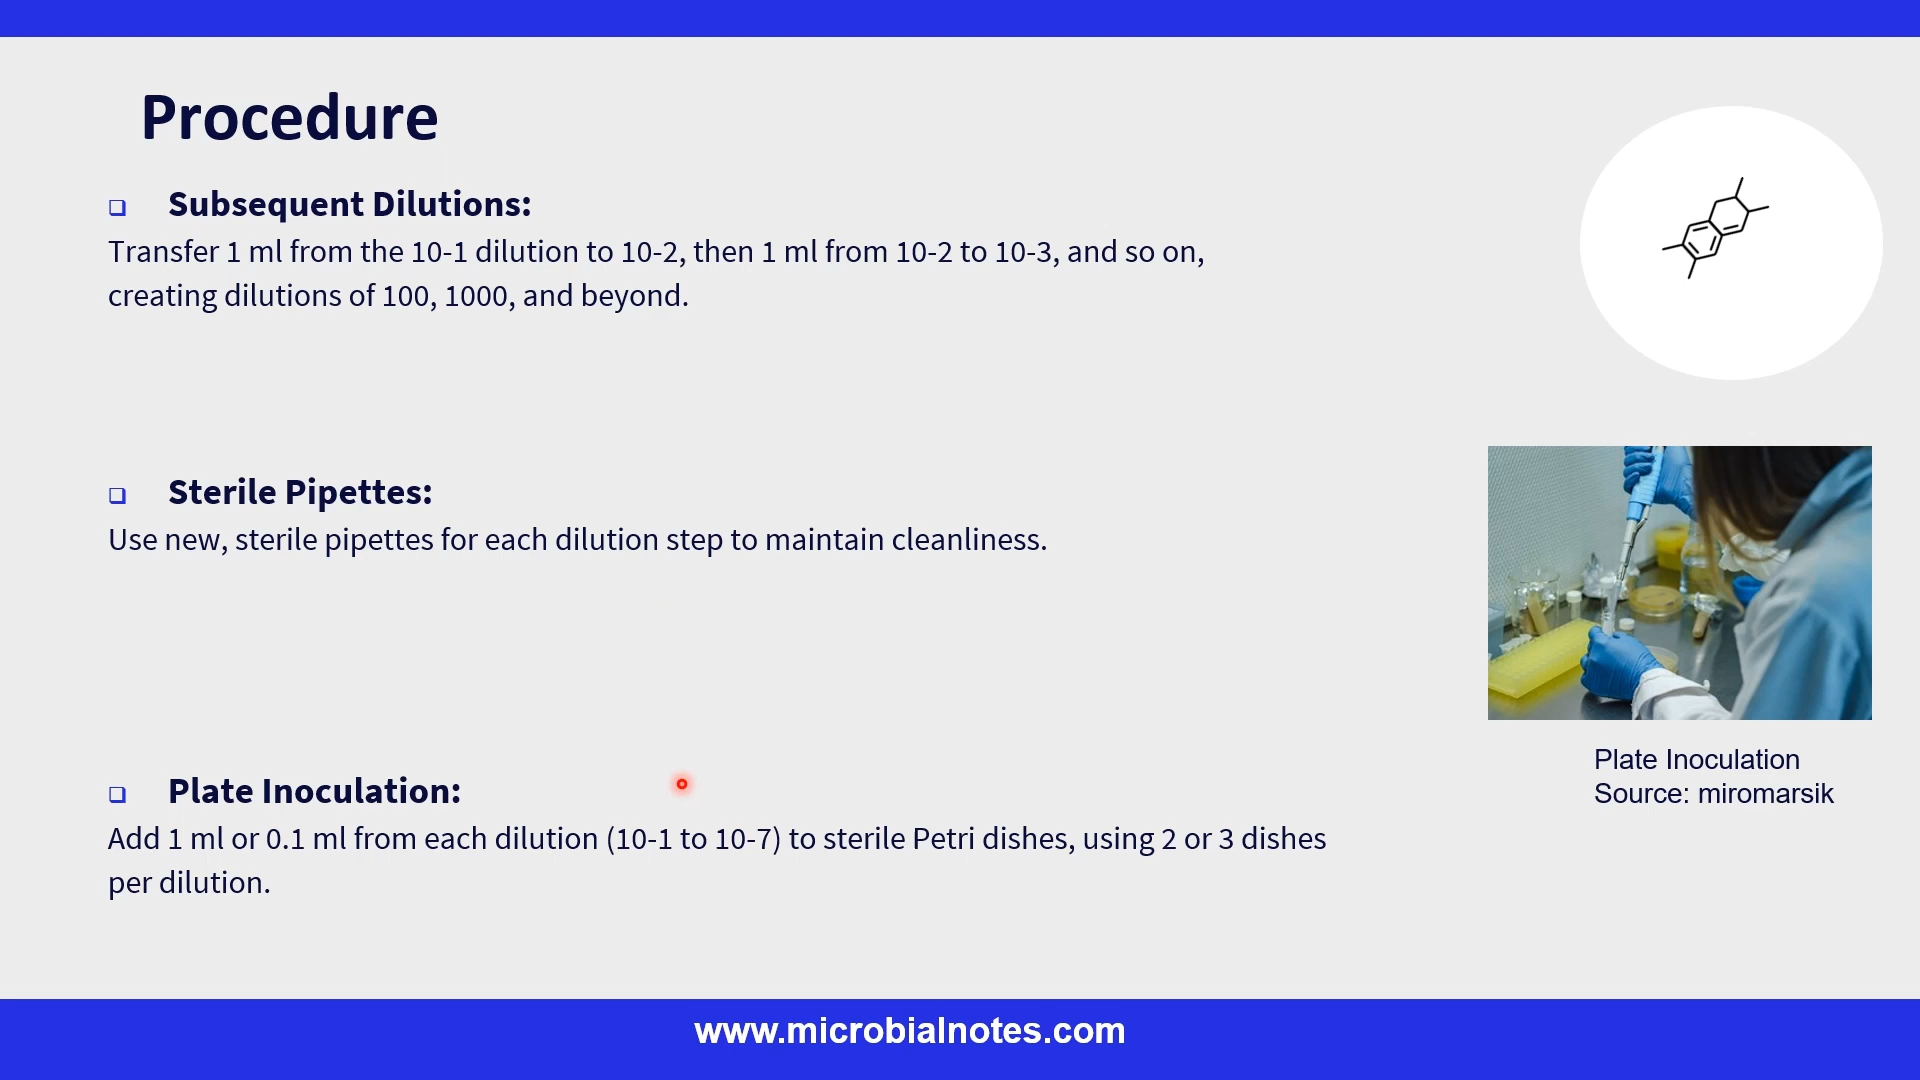 Procedure
Subsequent Dilutions:
Transfer 1 ml from the 10-1 dilution to 10-2, then 1 ml from 10-2 to 10-3, and so on,
creating dilutions of 100, 1000, and beyond.
Sterile Pipettes:
Use new, sterile pipettes for each dilution step to maintain cleanliness.
Plate Inoculation:
Add 1 ml or 0.1 ml from each dilution (10-1 to 10-7) to sterile Petri dishes, using 2 or 3 dishes
per dilution.
Plate Inoculation
Source: miromarsik
www.microbialnotes.com